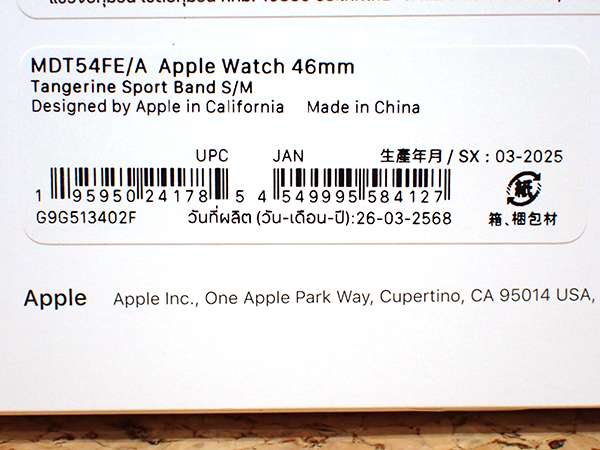 MDT54FE/A Apple Watch 46mm
Tangerine Sport Band S/M
Designed by Apple in California Made in China
UPC JAN 生產年月 / SX : 03-2025
1 95950 24178 5 4 549995 584127
G9G513402F วันที่ผลิต (วัน-เดือน-ปี):26-03-2568
紙
箱、梱包材
Apple Apple Inc., One Apple Park Way, Cupertino, CA 95014 USA,